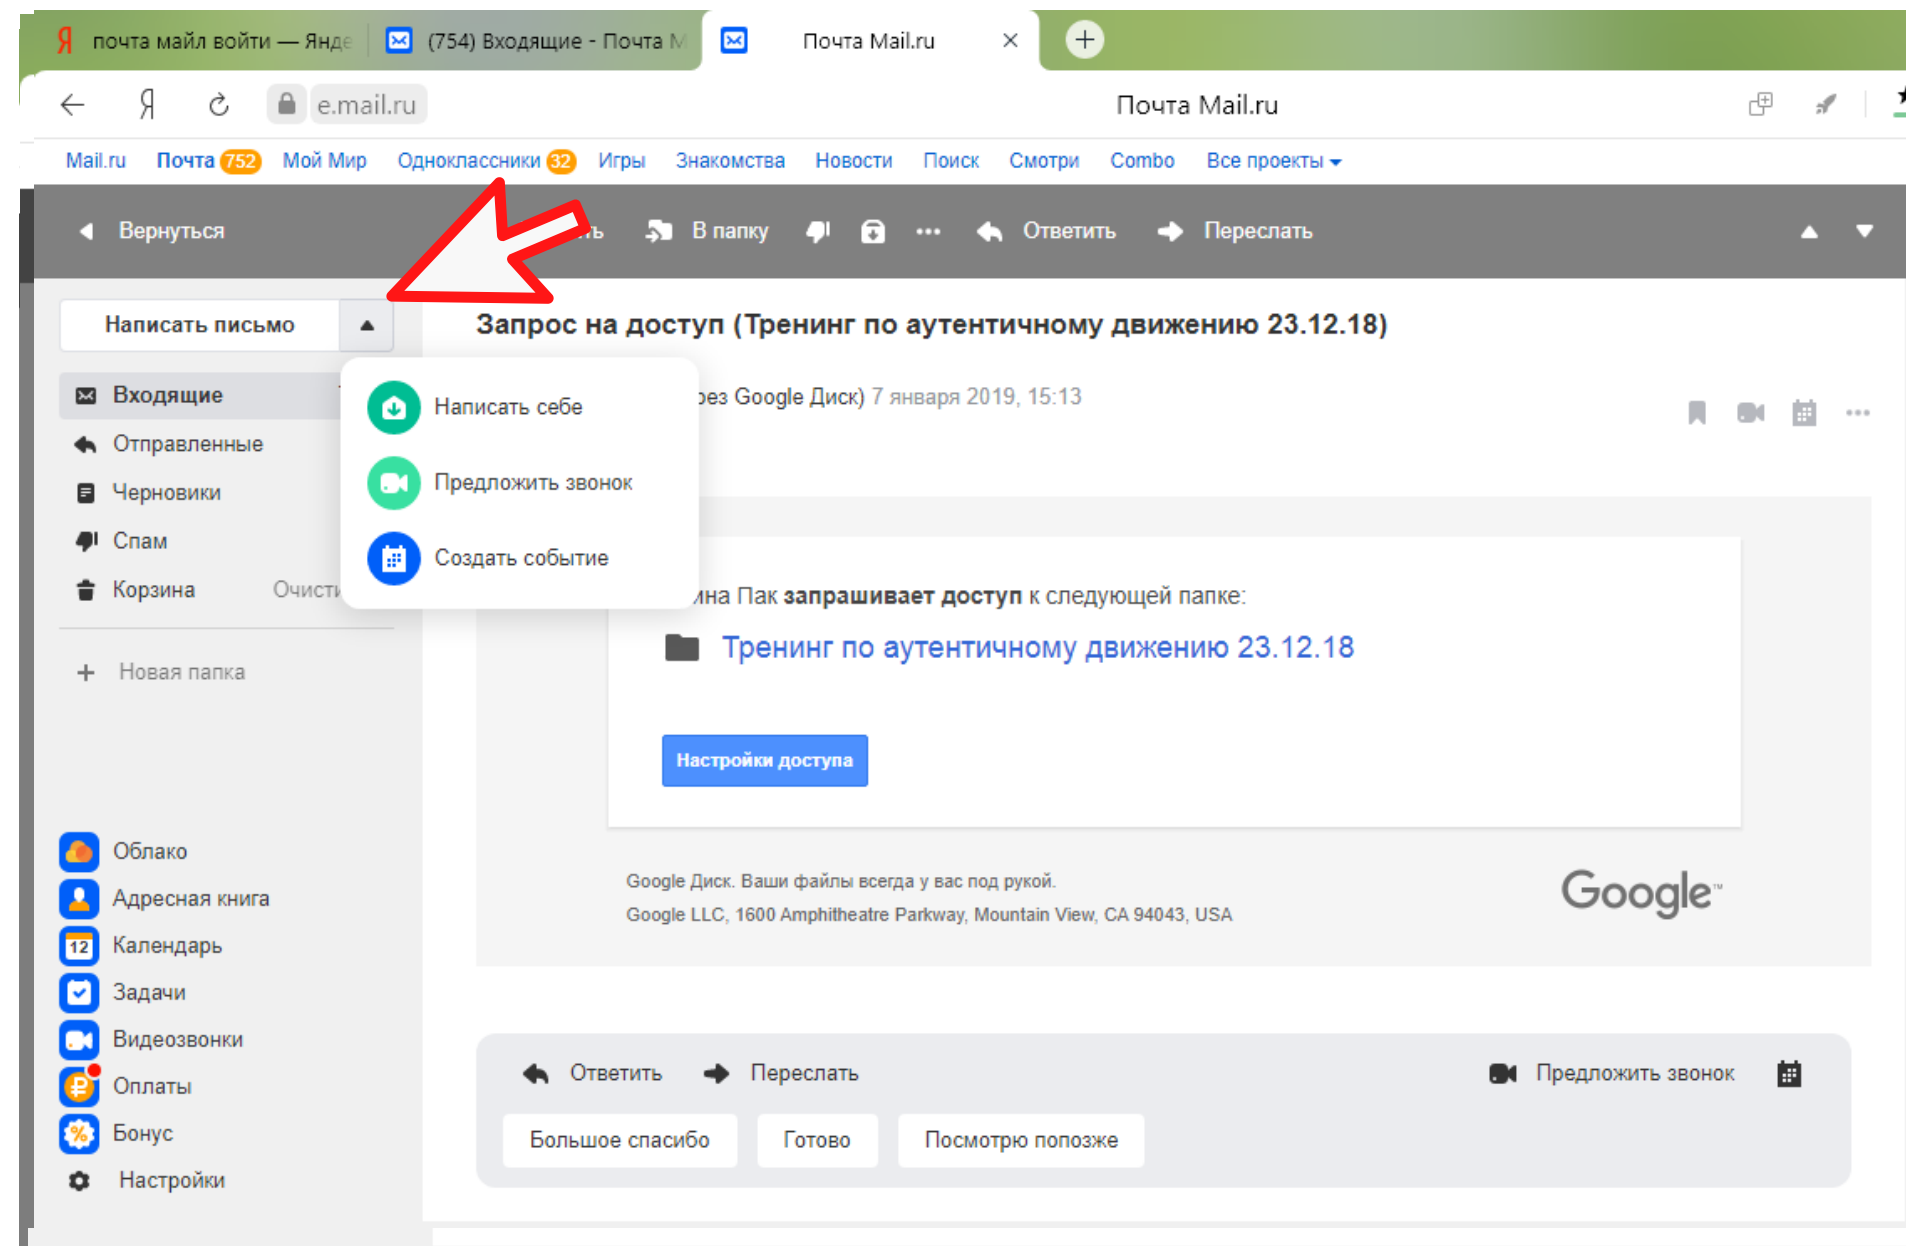 Я почта майл войти — Янде
(754) Входящие - Почта М
Почта Mail.ru
Я e.mail.ru Почта Mail.ru
Mail.ru Почта 752 Мой Мир Одноклассники 32 Игры Знакомства Новости Поиск Смотри Combo Все проекты
Вернуться В папку Ответить Переслать
Написать письмо
Запрос на доступ (Тренинг по аутентичному движению 23.12.18)
Входящие
Написать себе
Google Диск) 7 января 2019, 15:13
Отправленные
Черновики
Предложить звонок
Спам
Создать событие
Корзина
Пак запрашивает доступ к следующей папке:
Тренинг по аутентичному движению 23.12.18
Новая папка
Настройки доступа
Облако
Адресная книга
12 Календарь
Задачи
Видеозвонки
Оплаты
Бонус
Настройки
Google Диск. Ваши файлы всегда у вас под рукой.
Google LLC, 1600 Amphitheatre Parkway, Mountain View, CA 94043, USA
Google™
Ответить Переслать Предложить звонок
Большое спасибо Готово Посмотрю попозже